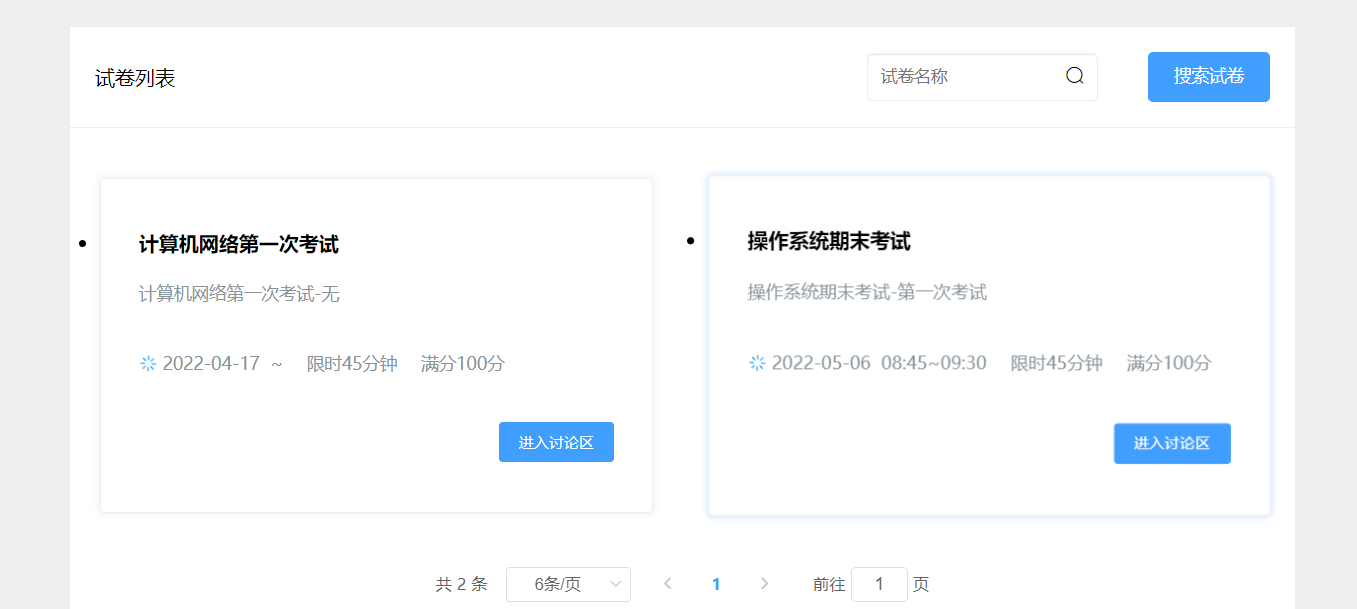 试卷列表
试卷名称
搜索试卷
计算机网络第一次考试
计算机网络第一次考试-无
2022-04-17 ~ 限时45分钟 满分100分
进入讨论区
操作系统期末考试
操作系统期末考试-第一次考试
2022-05-06 08:45~09:30 限时45分钟 满分100分
进入讨论区
共 2 条 6条/页 1 前往 1 页